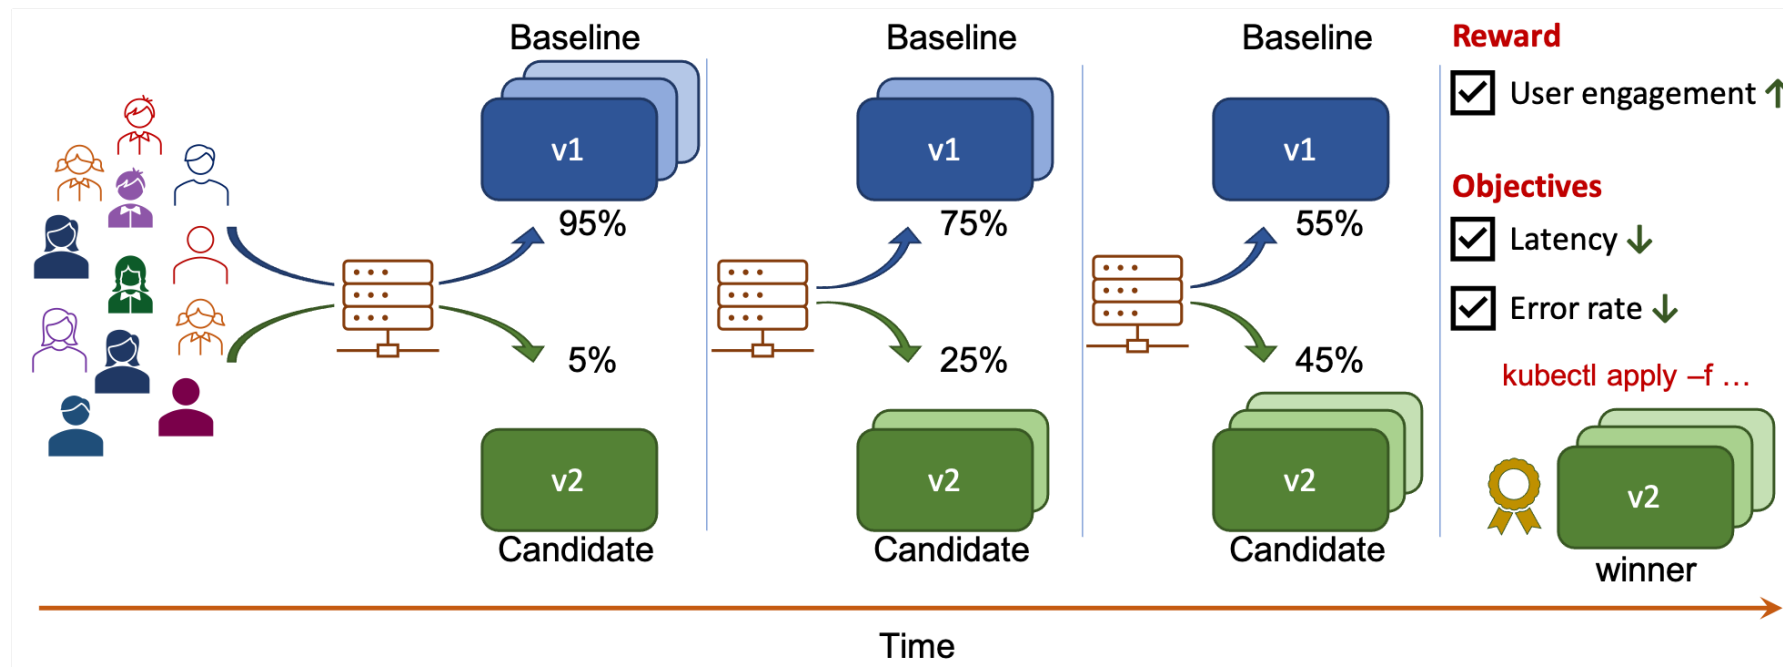 Baseline
v1
95%
5%
v2
Candidate
Baseline
v1
75%
25%
v2
Candidate
Baseline
v1
55%
45%
v2
Candidate
Reward
User engagement ↑
Objectives
Latency ↓
Error rate ↓
kubectl apply –f ...
v2
winner
Time